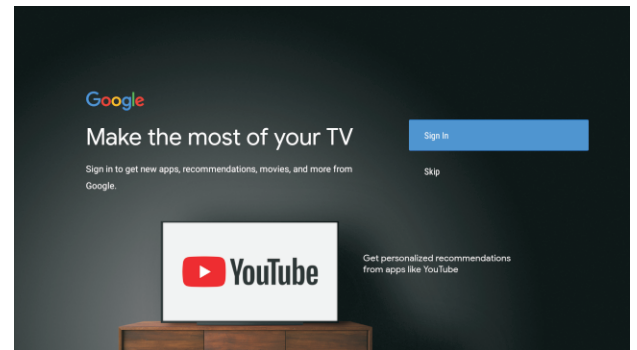 Google
Make the most of your TV
Sign in to get new apps, recommendations, movies, and more from
Google.
Sign In
Skip
YouTube
Get personalized recommendations
from apps like YouTube